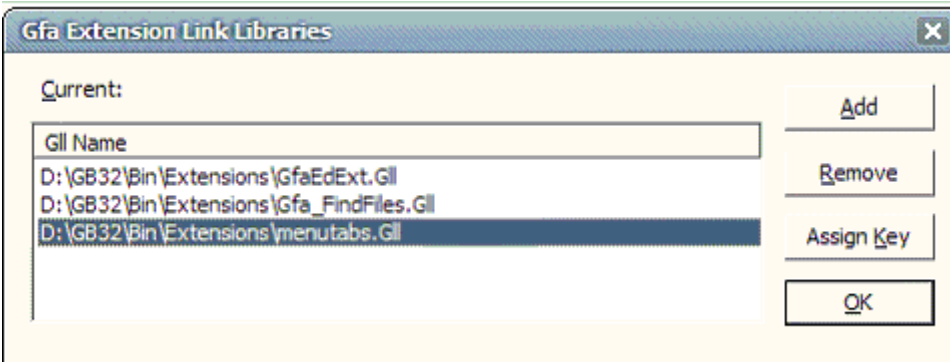 Gfa Extension Link Libraries
Current:
Add
Gll Name
D:\GB32\Bin\Extensions\GfaEdExt.Gll
Remove
D:\GB32\Bin\Extensions\Gfa_FindFiles.Gll
D:\GB32\Bin\Extensions\menutabs.Gll
Assign Key
OK